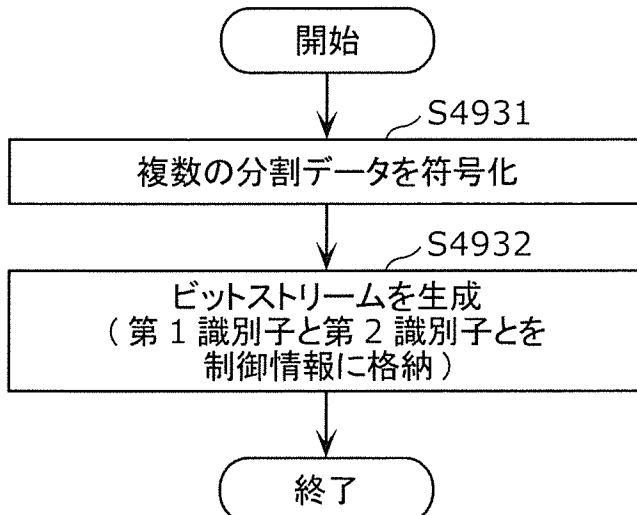 開始
S4931
複数の分割データを符号化
S4932
ビットストリームを生成
(第1識別子と第2識別子とを
制御情報に格納)
終了